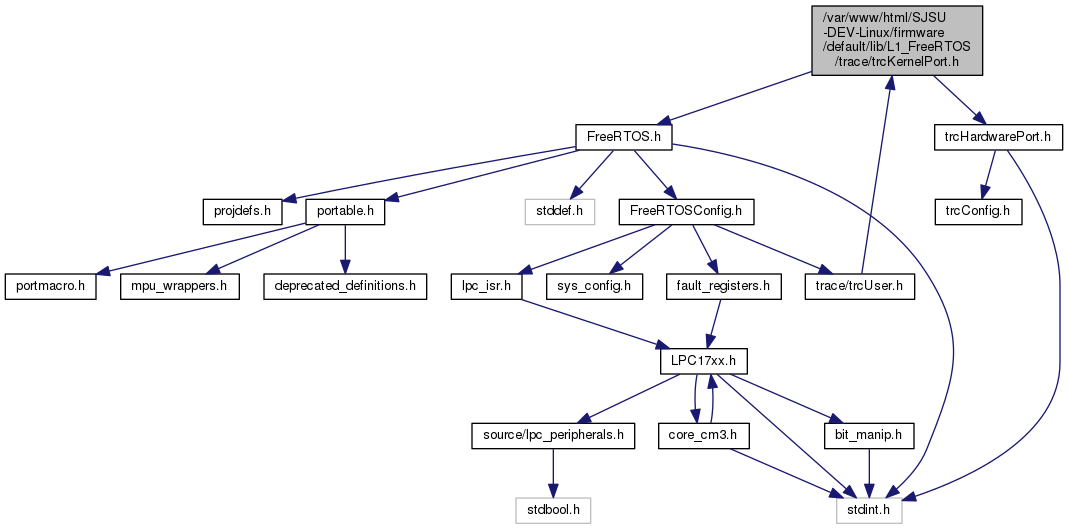 /var/www/html/SJSU
-DEV-Linux/firmware
/default/lib/L1_FreeRTOS
/trace/trcKernelPort.h
FreeRTOS.h
trcHardwarePort.h
projdefs.h
portable.h
stddef.h
FreeRTOSConfig.h
trcConfig.h
portmacro.h
mpu_wrappers.h
deprecated_definitions.h
lpc_isr.h
sys_config.h
fault_registers.h
trace/trcUser.h
LPC17xx.h
source/lpc_peripherals.h
core_cm3.h
bit_manip.h
stdbool.h
stdint.h